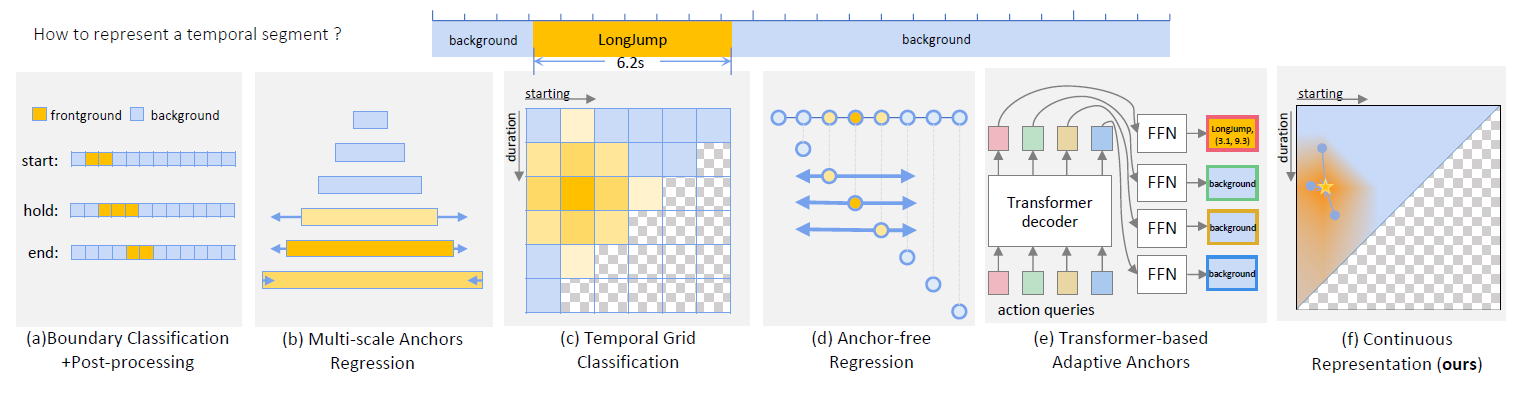 How to represent a temporal segment ?
background
LongJump
background
6.2s
frontground
background
start:
hold:
end:
(a)Boundary Classification
+Post-processing
(b) Multi-scale Anchors
Regression
starting
duration
(c) Temporal Grid
Classification
(d) Anchor-free
Regression
Transformer
decoder
action queries
FFN
LongJump,
(3.1, 9.3)
FFN
background
FFN
background
FFN
background
(e) Transformer-based
Adaptive Anchors
starting
duration
(f) Continuous
Representation (ours)